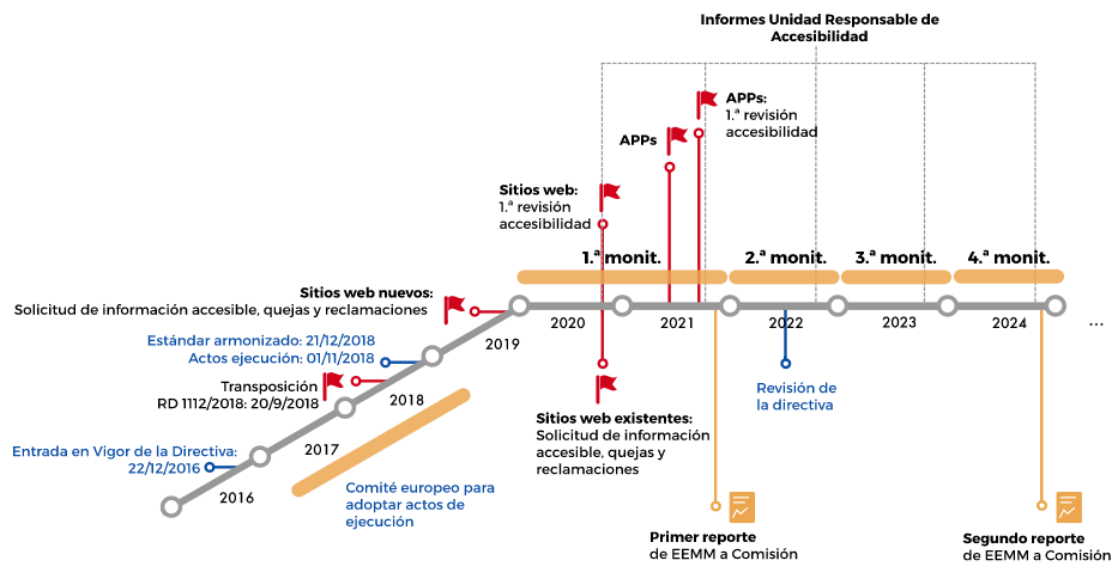 Informes Unidad Responsable de
Accesibilidad
APPs:
1.ª revisión
accesibilidad
APPs
Sitios web:
1.ª revisión
accesibilidad
1.ª monit.
2.ª monit.
3.ª monit.
4.ª monit.
Sitios web nuevos:
Solicitud de información accesible, quejas y reclamaciones
2020
2021
2022
2023
2024
...
Estándar armonizado: 21/12/2018
Actos ejecución: 01/11/2018
2019
Transposición
RD 1112/2018: 20/9/2018
2018
Revisión de
la directiva
Sitios web existentes:
Solicitud de información
accesible, quejas y
reclamaciones
Entrada en Vigor de la Directiva:
22/12/2016
2017
2016
Comité europeo para
adoptar actos de
ejecución
Primer reporte
de EEMM a Comisión
Segundo reporte
de EEMM a Comisión